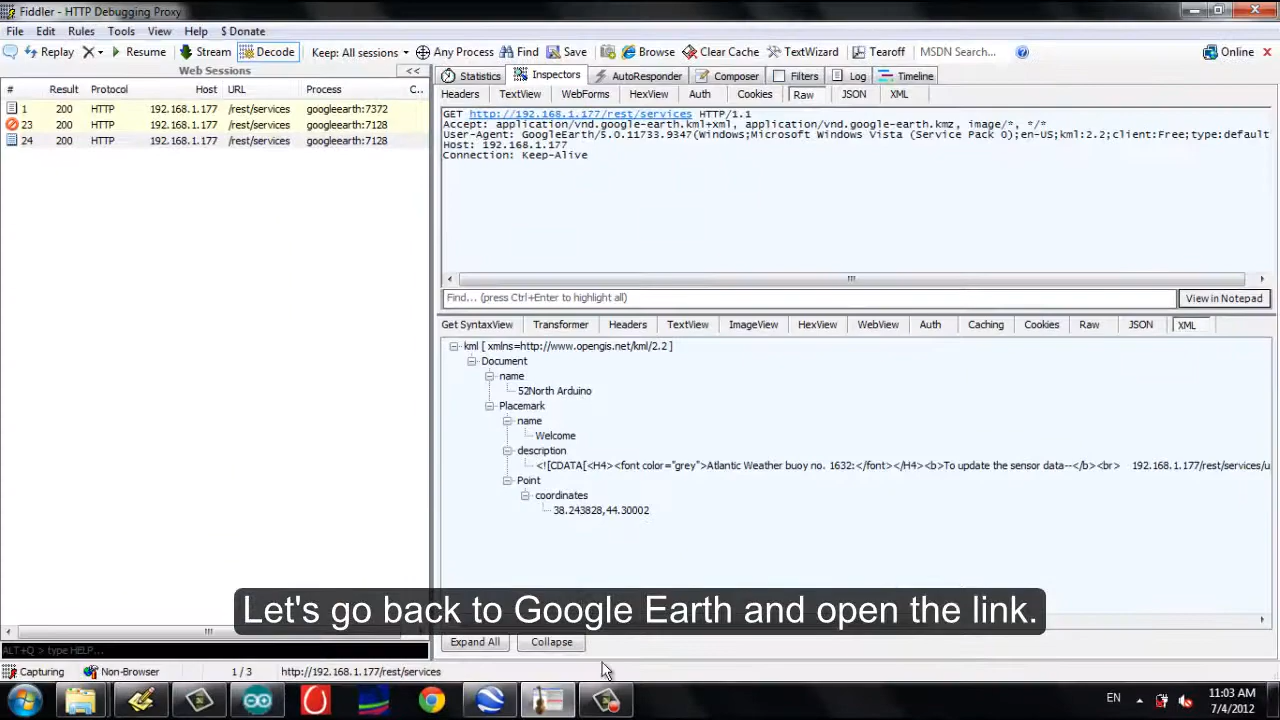 Fiddler - HTTP Debugging Proxy
File Edit Rules Tools View Help $ Donate
Replay Resume Stream Decode Keep: All sessions Any Process Find Save Browse Clear Cache TextWizard Tearoff MSDN Search... Online
Web Sessions <<
Statistics Inspectors AutoResponder Composer Filters Log Timeline
# Result Protocol Host URL Process C...
1 200 HTTP 192.168.1.177 /rest/services googleearth:7372
23 200 HTTP 192.168.1.177 /rest/services googleearth:7128
24 200 HTTP 192.168.1.177 /rest/services googleearth:7128
Headers TextView WebForms HexView Auth Cookies Raw JSON XML
GET http://192.168.1.177/rest/services HTTP/1.1
Accept: application/vnd.google-earth.kml+xml, application/vnd.google-earth.kmz, image/*, */*
User-Agent: GoogleEarth/5.0.11733.9347(Windows;Microsoft Windows Vista (Service Pack 0);en-US;kml:2.2;client:Free;type:default
Host: 192.168.1.177
Connection: Keep-Alive
Find... (press Ctrl+Enter to highlight all) View in Notepad
Get SyntaxView Transformer Headers TextView ImageView HexView WebView Auth Caching Cookies Raw JSON XML
kml [ xmlns=http://www.opengis.net/kml/2.2 ]
Document
name
52North Arduino
Placemark
name
Welcome
description
<![CDATA[<H4><font color="grey">Atlantic Weather buoy no. 1632:</font></H4><b>To update the sensor data--</b><br> 192.168.1.177/rest/services/u
Point
coordinates
38.243828,44.30002
Let's go back to Google Earth and open the link.
Expand All Collapse
ALT+Q > type HELP...
Capturing Non-Browser 1 / 3 http://192.168.1.177/rest/services
EN 11:03 AM
7/4/2012